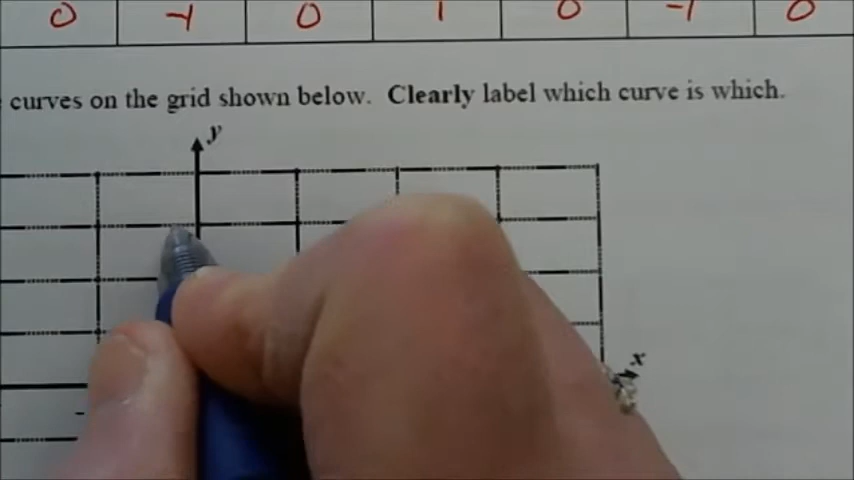 0 -1 0 1 0 -1 0
curves on the grid shown below. Clearly label which curve is which.
y
x
-